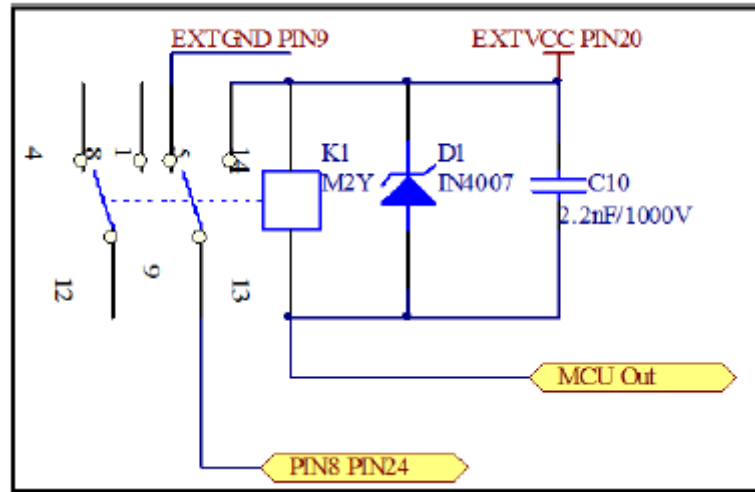 EXTGND PIN9
EXTVCC PIN20
4
8
1
5
14
K1
M2Y
D1
IN4007
C10
2.2nF/1000V
12
9
13
MCU Out
PIN8 PIN24